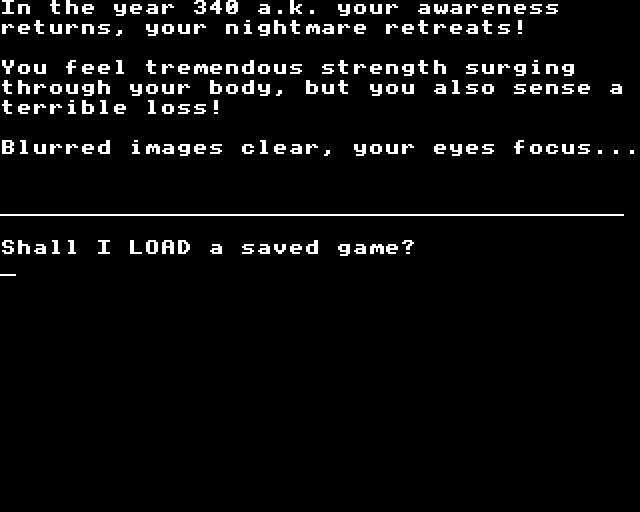 In the year 340 a.k. your awareness
returns, your nightmare retreats!
You feel tremendous strength surging
through your body, but you also sense a
terrible loss!
Blurred images clear, your eyes focus...
Shall I LOAD a saved game?
_